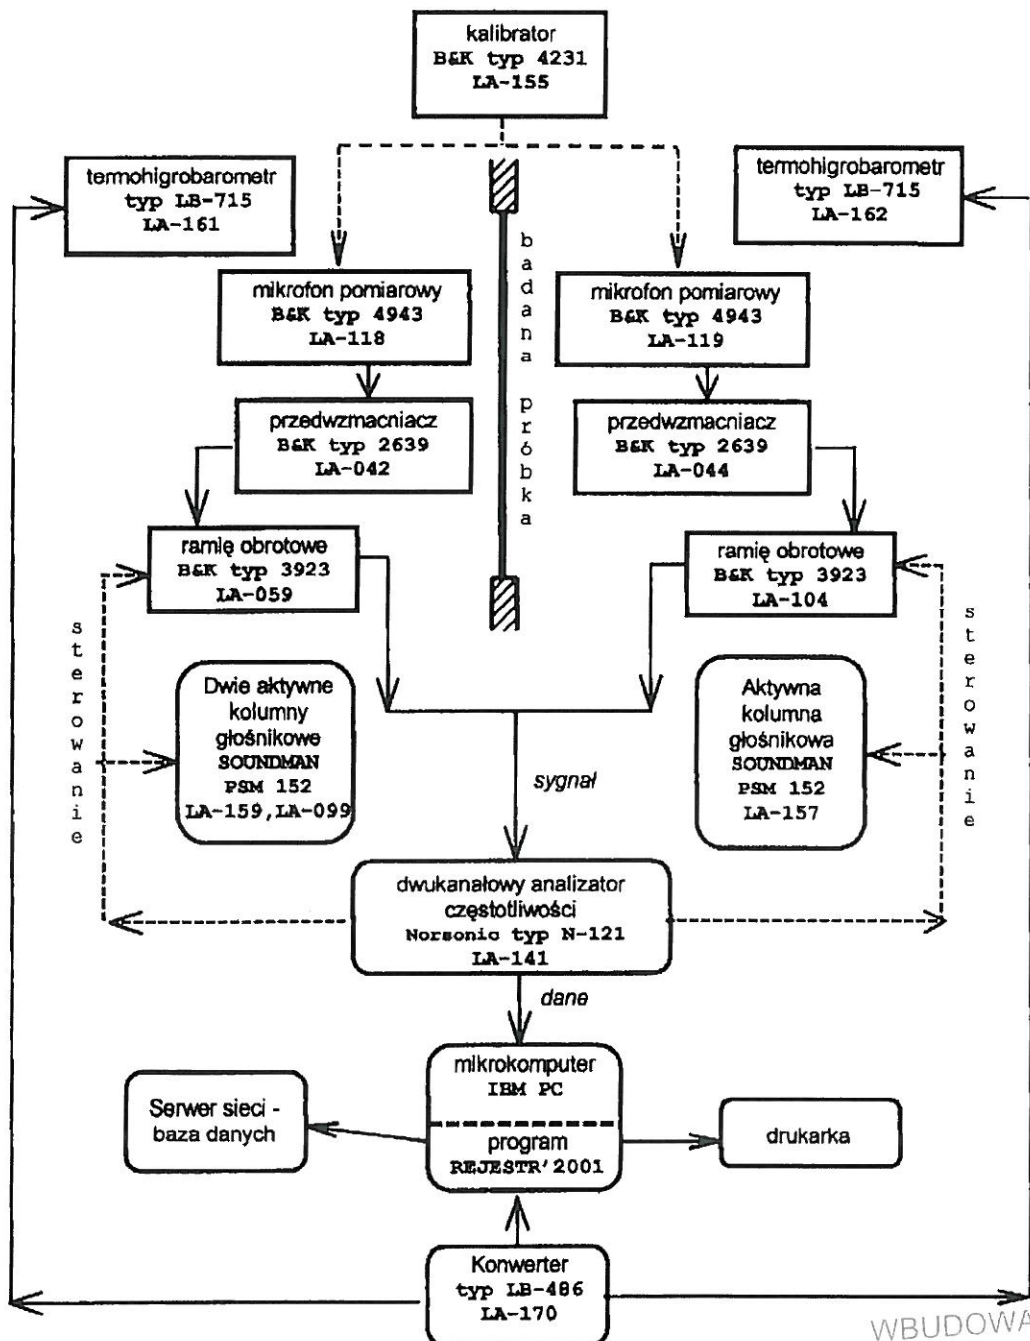 kalibrator
B&K typ 4231
LA-155
termohigrobarometr
typ LB-715
LA-161
termohigrobarometr
typ LB-715
LA-162
badana próbka
mikrofon pomiarowy
B&K typ 4943
LA-118
mikrofon pomiarowy
B&K typ 4943
LA-119
przedwzmacniacz
B&K typ 2639
LA-042
przedwzmacniacz
B&K typ 2639
LA-044
ramię obrotowe
B&K typ 3923
LA-059
ramię obrotowe
B&K typ 3923
LA-104
sterowanie
Dwie aktywne
kolumny
głośnikowe
SOUNDMAN
PSM 152
LA-159,LA-099
sygnał
Aktywna
kolumna
głośnikowa
SOUNDMAN
PSM 152
LA-157
sterowanie
dwukanałowy analizator
częstotliwości
Norsonic typ N-121
LA-141
dane
mikrokomputer
IBM PC
program
REJESTR'2001
Serwer sieci -
baza danych
drukarka
Konwerter
typ LB-486
LA-170
WBUDOWA